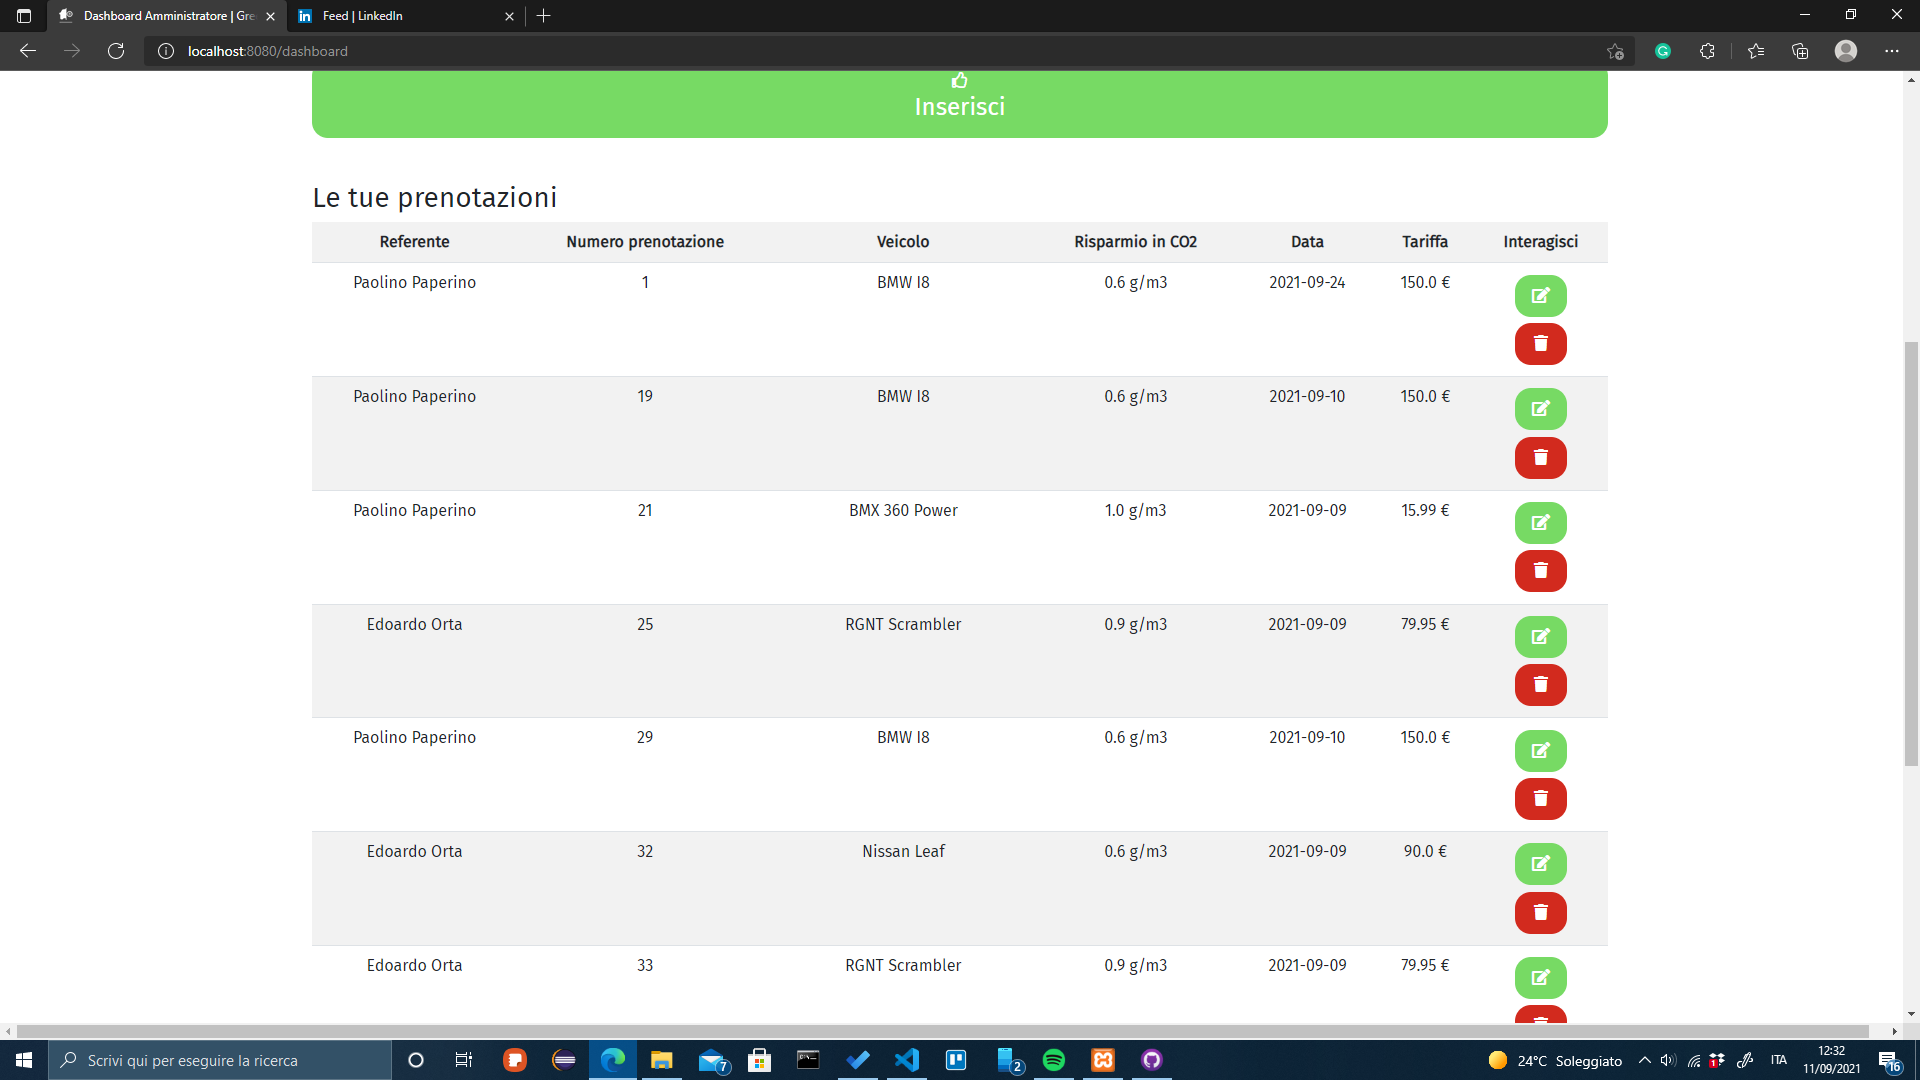 Dashboard Amministratore | Gre
Feed | LinkedIn
localhost:8080/dashboard
Inserisci
Le tue prenotazioni
Referente Numero prenotazione Veicolo Risparmio in CO2 Data Tariffa Interagisci
Paolino Paperino 1 BMW I8 0.6 g/m3 2021-09-24 150.0 €
Paolino Paperino 19 BMW I8 0.6 g/m3 2021-09-10 150.0 €
Paolino Paperino 21 BMX 360 Power 1.0 g/m3 2021-09-09 15.99 €
Edoardo Orta 25 RGNT Scrambler 0.9 g/m3 2021-09-09 79.95 €
Paolino Paperino 29 BMW I8 0.6 g/m3 2021-09-10 150.0 €
Edoardo Orta 32 Nissan Leaf 0.6 g/m3 2021-09-09 90.0 €
Edoardo Orta 33 RGNT Scrambler 0.9 g/m3 2021-09-09 79.95 €
Scrivi qui per eseguire la ricerca
7
2
24°C Soleggiato
1
ITA
12:32
11/09/2021
16